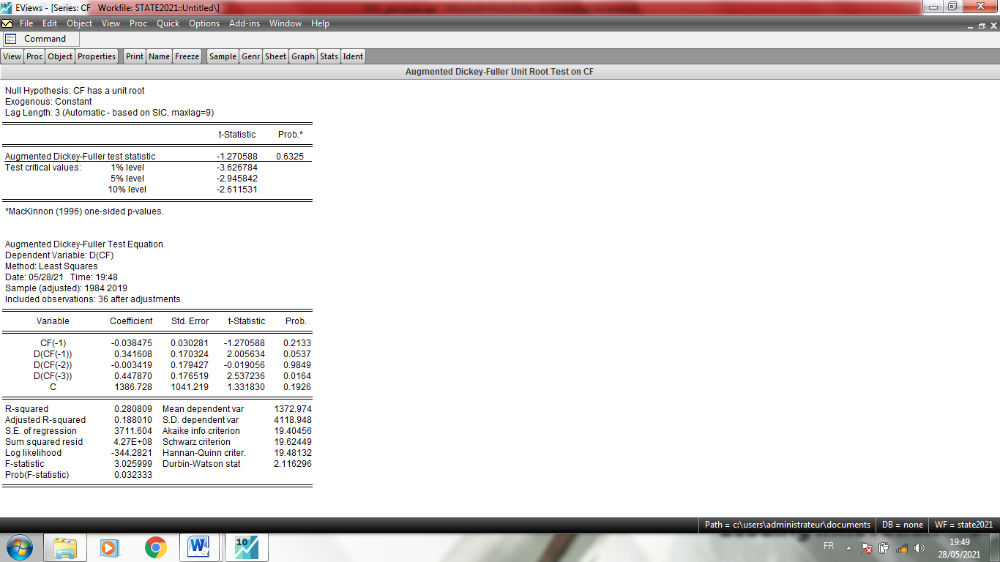 EViews - [Series: CF   Workfile: STATE2021::Untitled\]
File Edit Object View Proc Quick Options Add-ins Window Help
Command
View Proc Object Properties Print Name Freeze Sample Genr Sheet Graph Stats Ident
Augmented Dickey-Fuller Unit Root Test on CF
Null Hypothesis: CF has a unit root
Exogenous: Constant
Lag Length: 3 (Automatic - based on SIC, maxlag=9)
t-Statistic Prob.*
Augmented Dickey-Fuller test statistic -1.270588 0.6325
Test critical values: 1% level -3.626784
5% level -2.945842
10% level -2.611531
*MacKinnon (1996) one-sided p-values.
Augmented Dickey-Fuller Test Equation
Dependent Variable: D(CF)
Method: Least Squares
Date: 05/28/21   Time: 19:48
Sample (adjusted): 1984 2019
Included observations: 36 after adjustments
Variable Coefficient Std. Error t-Statistic Prob.
CF(-1) -0.038475 0.030281 -1.270588 0.2133
D(CF(-1)) 0.341608 0.170324 2.005634 0.0537
D(CF(-2)) -0.003419 0.179427 -0.019056 0.9849
D(CF(-3)) 0.447870 0.176519 2.537236 0.0164
C 1386.728 1041.219 1.331830 0.1926
R-squared 0.280809 Mean dependent var 1372.974
Adjusted R-squared 0.188010 S.D. dependent var 4118.948
S.E. of regression 3711.604 Akaike info criterion 19.40456
Sum squared resid 4.27E+08 Schwarz criterion 19.62449
Log likelihood -344.2821 Hannan-Quinn criter. 19.48132
F-statistic 3.025999 Durbin-Watson stat 2.116296
Prob(F-statistic) 0.032333
Path = c:\users\administrateur\documents DB = none WF = state2021
10
FR
19:49
28/05/2021